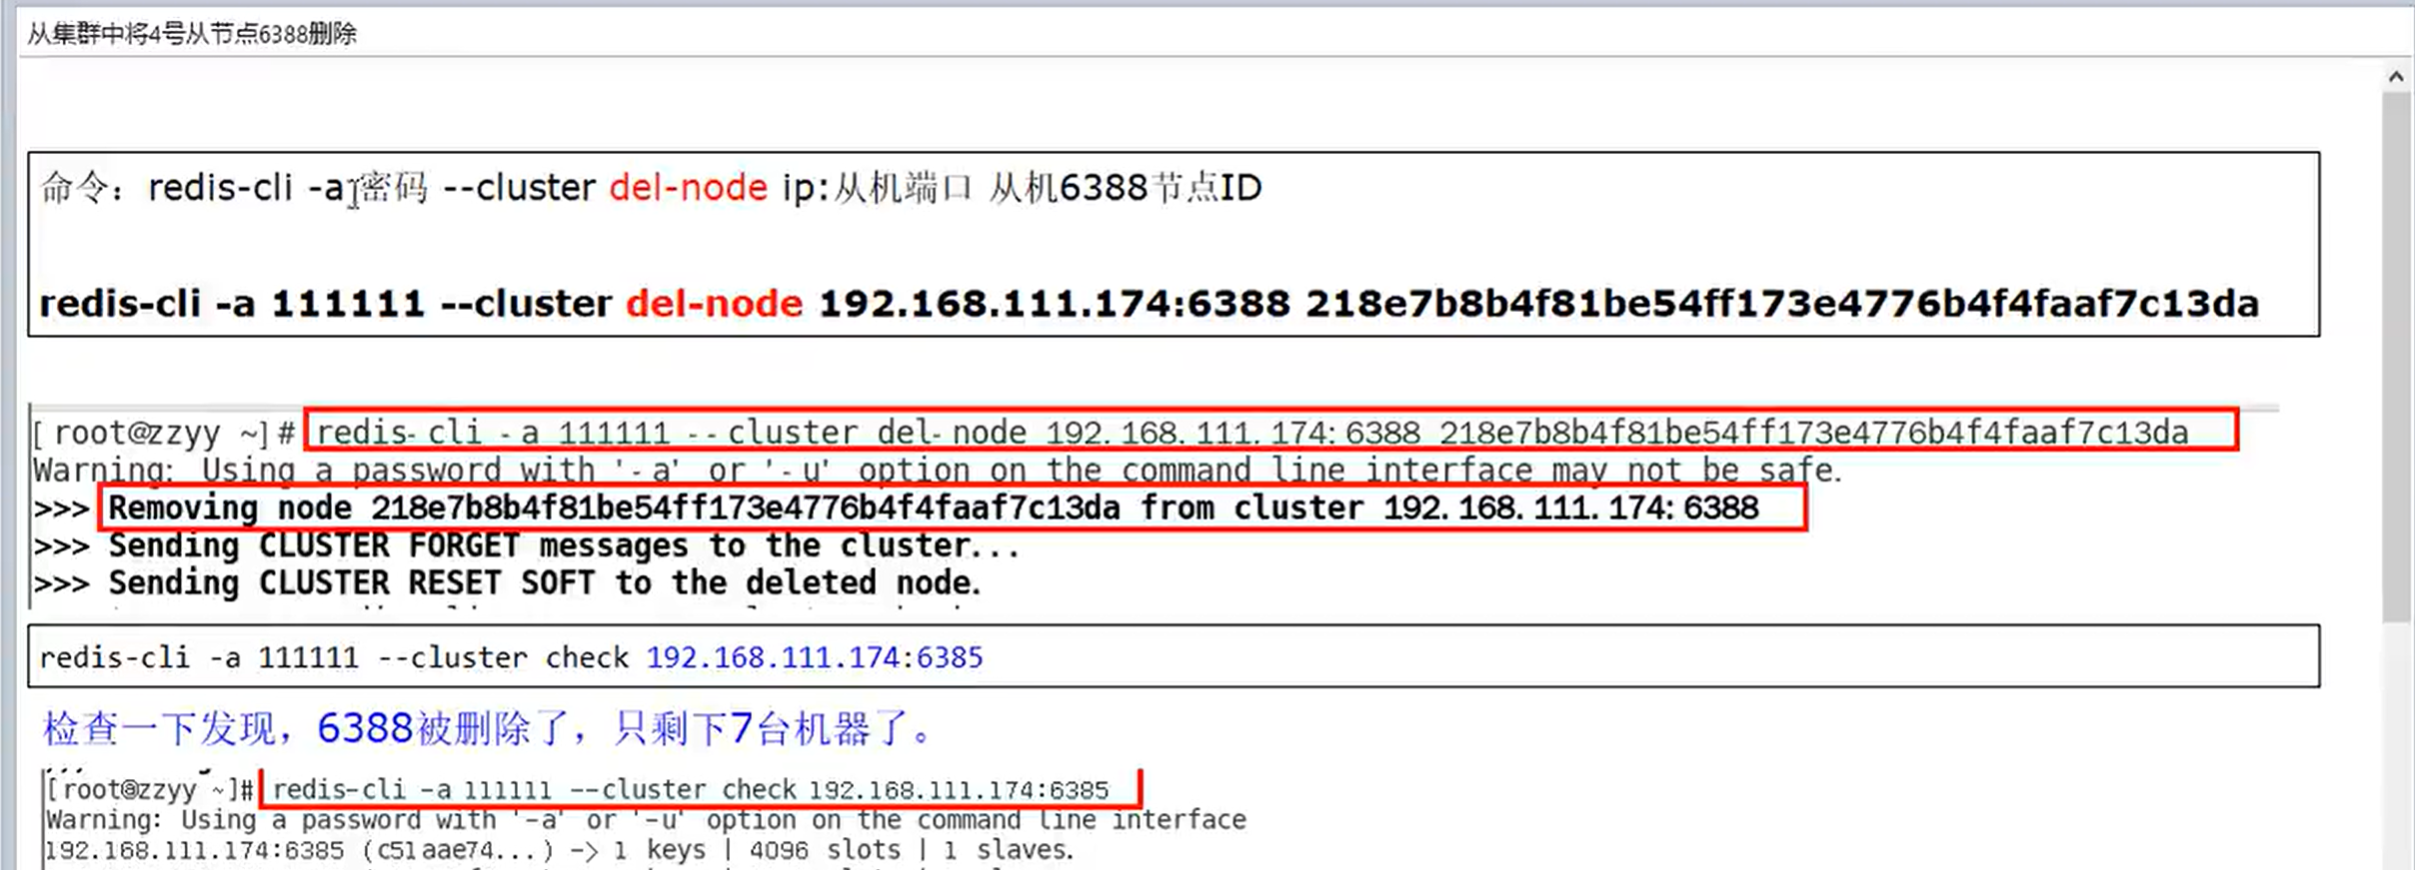 从集群中将4号从节点6388删除
命令：redis-cli -a 密码 --cluster del-node ip:从机端口 从机6388节点ID
redis-cli -a 111111 --cluster del-node 192.168.111.174:6388 218e7b8b4f81be54ff173e4776b4f4faaf7c13da
[root@zzyy ~]# redis-cli -a 111111 --cluster del-node 192.168.111.174:6388 218e7b8b4f81be54ff173e4776b4f4faaf7c13da
Warning: Using a password with '-a' or '-u' option on the command line interface may not be safe.
>>> Removing node 218e7b8b4f81be54ff173e4776b4f4faaf7c13da from cluster 192.168.111.174:6388
>>> Sending CLUSTER FORGET messages to the cluster...
>>> Sending CLUSTER RESET SOFT to the deleted node.
redis-cli -a 111111 --cluster check 192.168.111.174:6385
检查一下发现，6388被删除了，只剩下7台机器了。
[root@zzyy ~]# redis-cli -a 111111 --cluster check 192.168.111.174:6385
Warning: Using a password with '-a' or '-u' option on the command line interface
192.168.111.174:6385 (c51aae74...) -> 1 keys | 4096 slots | 1 slaves.